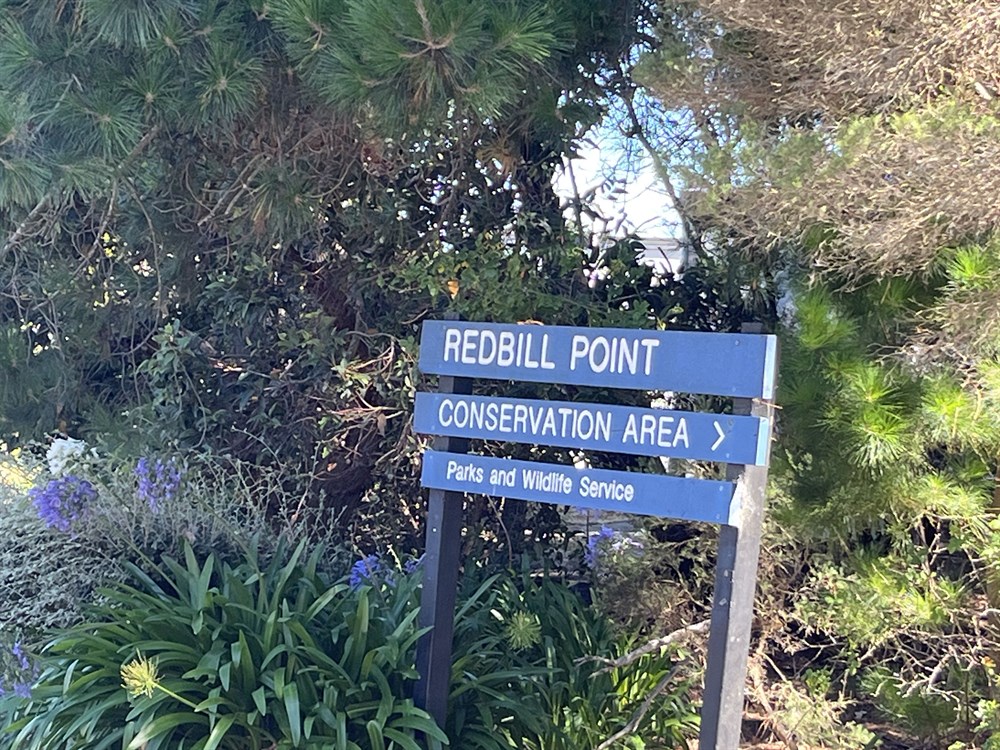 REDBILL POINT
CONSERVATION AREA >
Parks and Wildlife Service